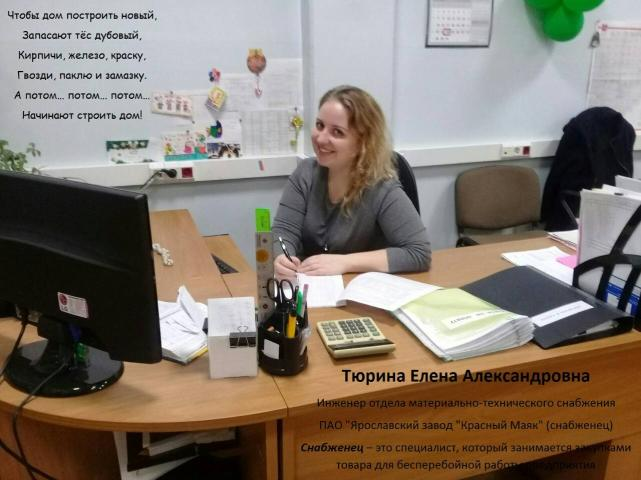 Чтобы дом построить новый,
Запасают тёс дубовый,
Кирпичи, железо, краску,
Гвозди, паклю и замазку.
А потом... потом... потом...
Начинают строить дом!
LG
Тюрина Елена Александровна
Инженер отдела материально-технического снабжения
ПАО "Ярославский завод "Красный Маяк" (снабженец)
Снабженец – это специалист, который занимается закупками
товара для бесперебойной работы предприятия